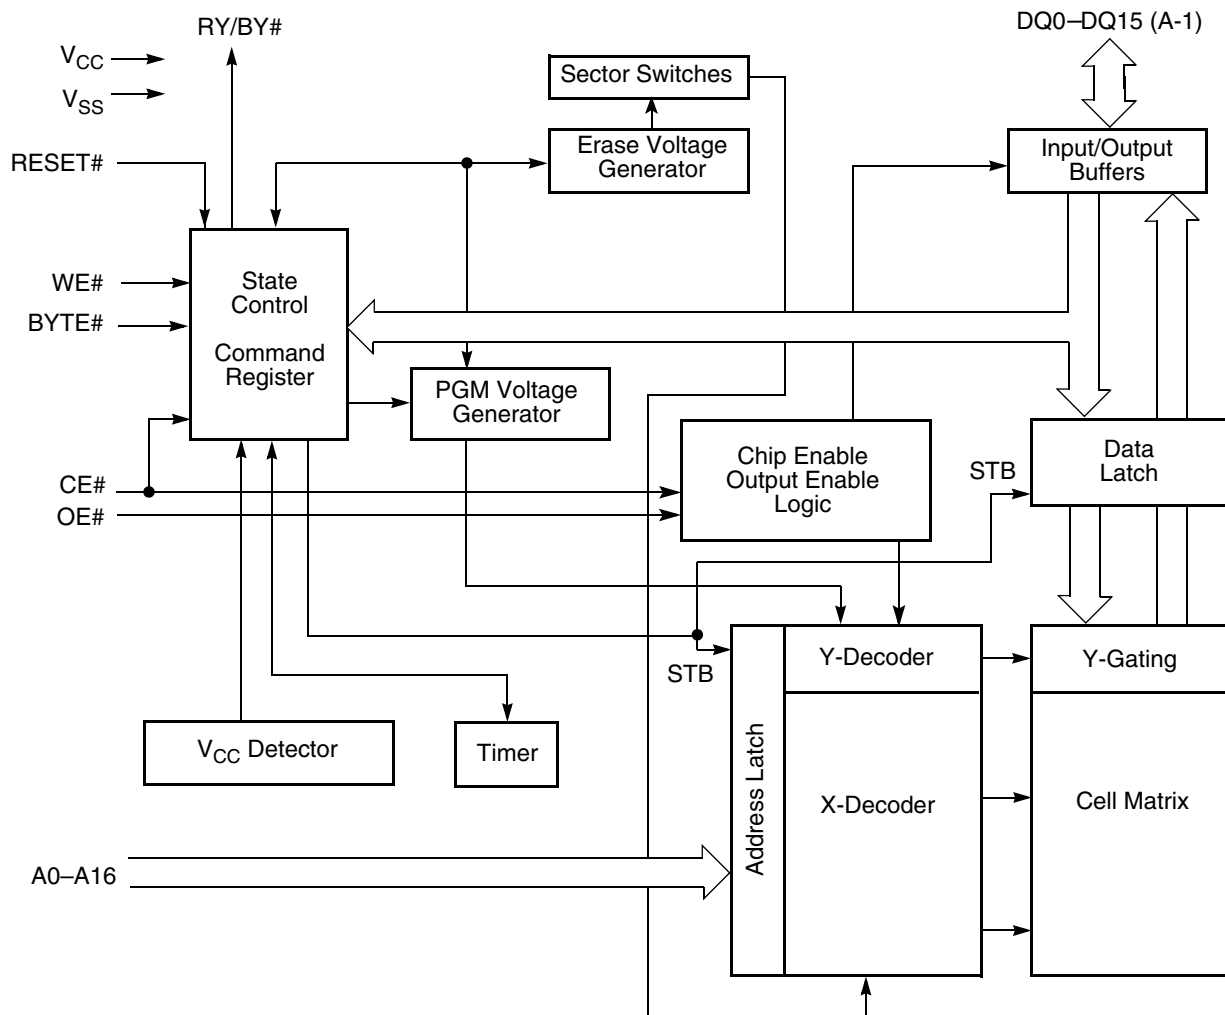 RY/BY#
DQ0–DQ15 (A-1)
VCC
VSS
Sector Switches
Erase Voltage
Generator
Input/Output
Buffers
RESET#
WE#
BYTE#
State
Control
Command
Register
PGM Voltage
Generator
CE#
OE#
Chip Enable
Output Enable
Logic
STB
Data
Latch
STB
Y-Decoder
Y-Gating
VCC Detector
Timer
Address Latch
X-Decoder
Cell Matrix
A0–A16